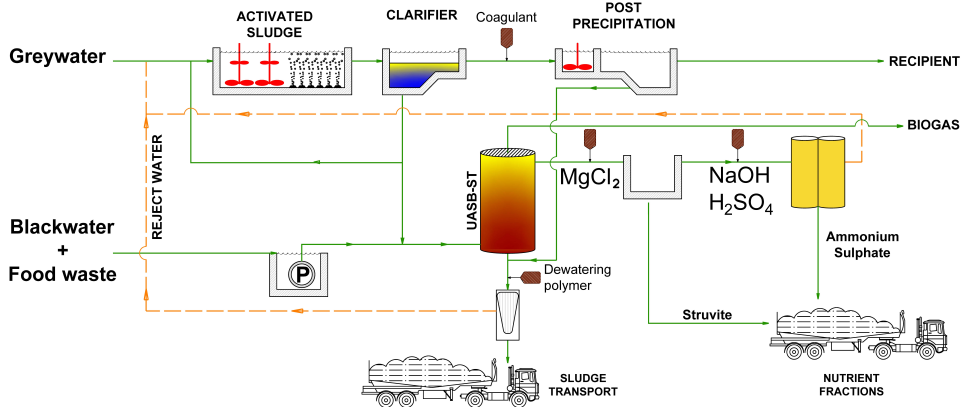 ACTIVATED
SLUDGE
CLARIFIER
Coagulant
POST
PRECIPITATION
Greywater
RECIPIENT
BIOGAS
REJECT WATER
UASB-ST
MgCl₂
NaOH
H₂SO₄
Blackwater
+
Food waste
P
Ammonium
Sulphate
Dewatering
polymer
Struvite
SLUDGE
TRANSPORT
NUTRIENT
FRACTIONS